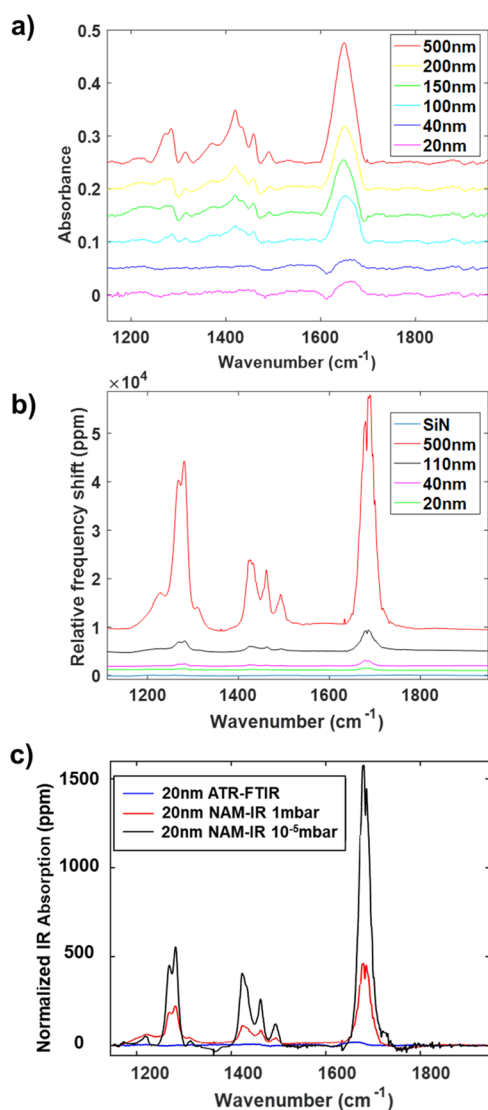 a)
0.5
0.4
0.3
0.2
0.1
0
Absorbance
500nm
200nm
150nm
100nm
40nm
20nm
1200 1400 1600 1800
Wavenumber (cm⁻¹)
b)
×10⁴
5
4
3
2
1
0
Relative frequency shift (ppm)
SiN
500nm
110nm
40nm
20nm
1200 1400 1600 1800
Wavenumber (cm⁻¹)
c)
1500
1000
500
0
Normalized IR Absorption (ppm)
20nm ATR-FTIR
20nm NAM-IR 1mbar
20nm NAM-IR 10⁻⁵mbar
1200 1400 1600 1800
Wavenumber (cm⁻¹)